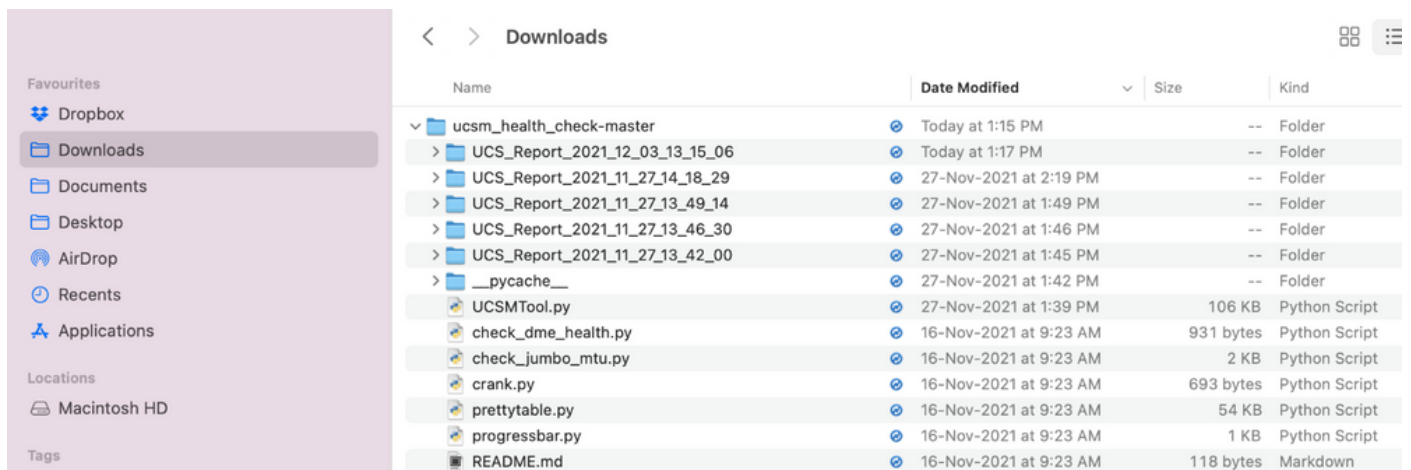 Downloads
Favourites
Dropbox
Downloads
Documents
Desktop
AirDrop
Recents
Applications
Locations
Macintosh HD
Tags
Name Date Modified Size Kind
ucsm_health_check-master Today at 1:15 PM -- Folder
UCS_Report_2021_12_03_13_15_06 Today at 1:17 PM -- Folder
UCS_Report_2021_11_27_14_18_29 27-Nov-2021 at 2:19 PM -- Folder
UCS_Report_2021_11_27_13_49_14 27-Nov-2021 at 1:49 PM -- Folder
UCS_Report_2021_11_27_13_46_30 27-Nov-2021 at 1:46 PM -- Folder
UCS_Report_2021_11_27_13_42_00 27-Nov-2021 at 1:45 PM -- Folder
__pycache__ 27-Nov-2021 at 1:42 PM -- Folder
UCSMTool.py 27-Nov-2021 at 1:39 PM 106 KB Python Script
check_dme_health.py 16-Nov-2021 at 9:23 AM 931 bytes Python Script
check_jumbo_mtu.py 16-Nov-2021 at 9:23 AM 2 KB Python Script
crank.py 16-Nov-2021 at 9:23 AM 693 bytes Python Script
prettytable.py 16-Nov-2021 at 9:23 AM 54 KB Python Script
progressbar.py 16-Nov-2021 at 9:23 AM 1 KB Python Script
README.md 16-Nov-2021 at 9:23 AM 118 bytes Markdown